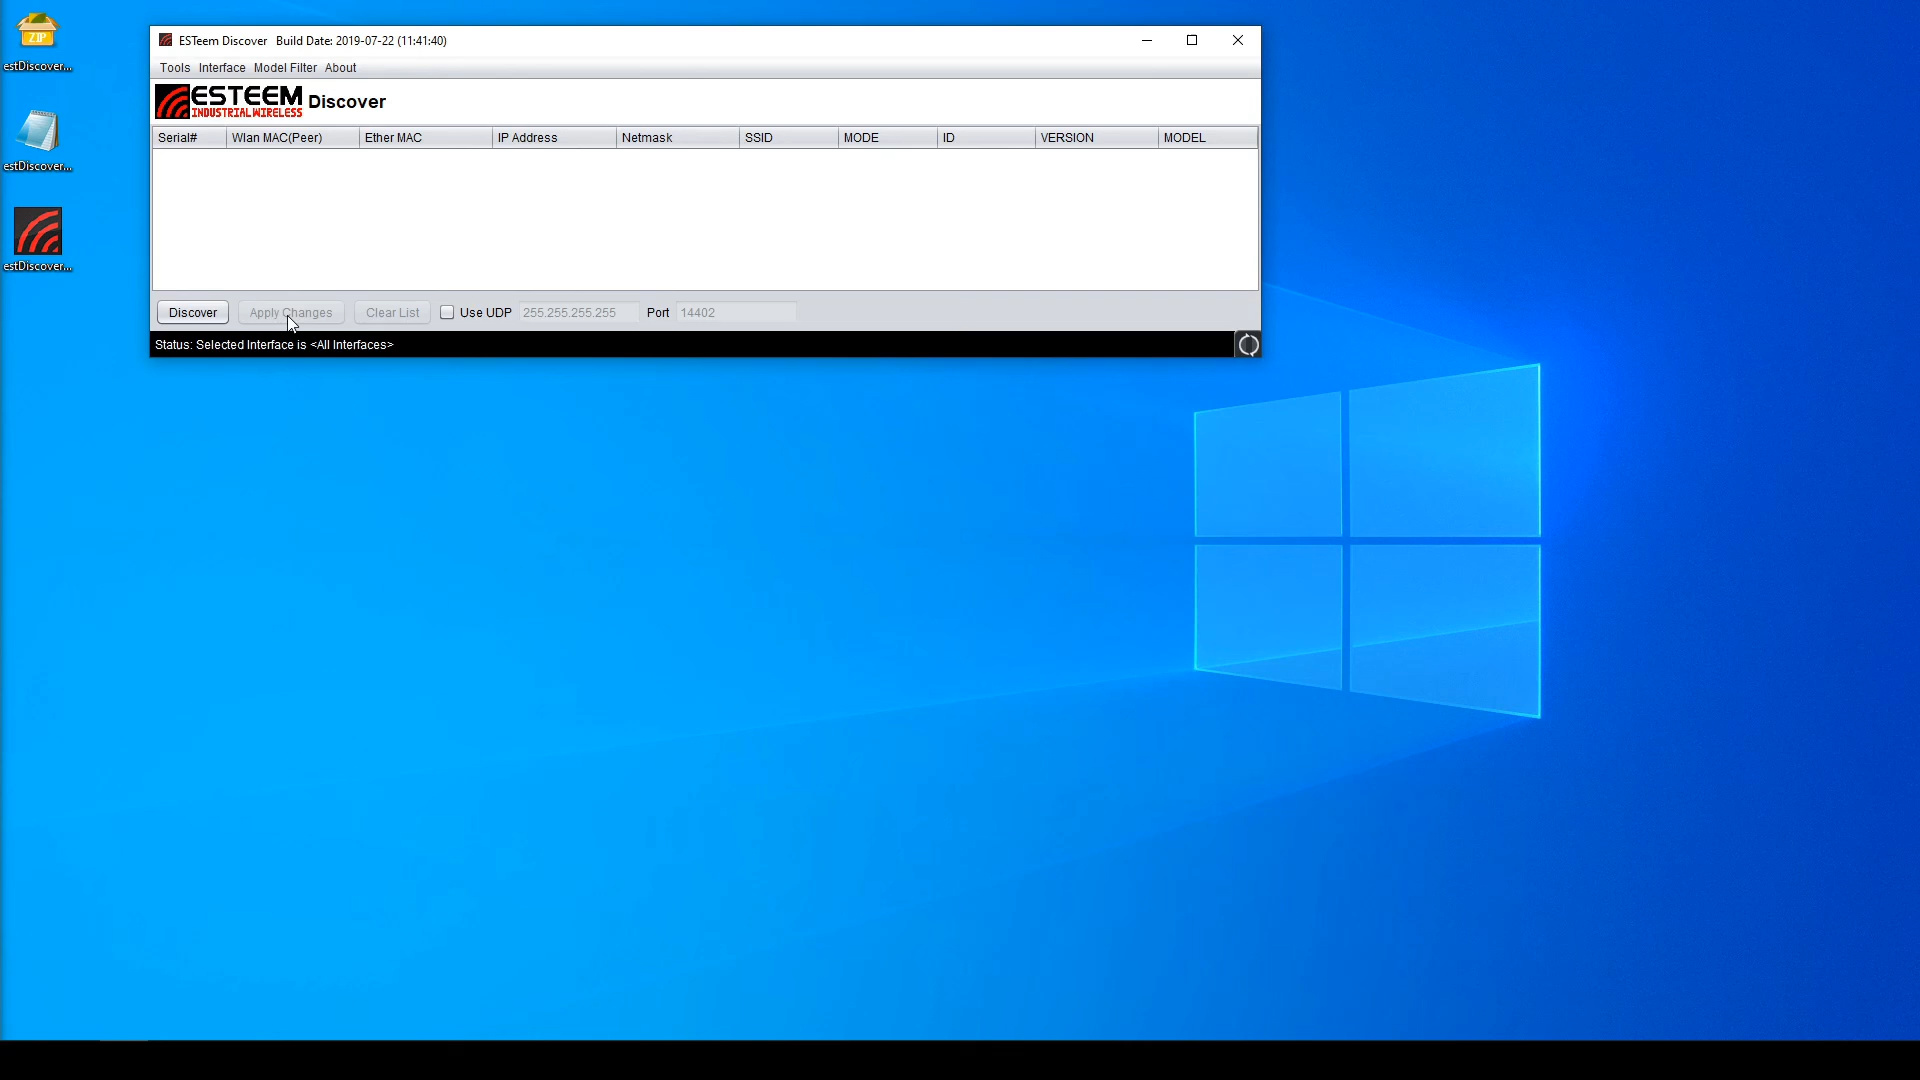 ZIP
estDiscover...
estDiscover...
estDiscover...
ESTeem Discover Build Date: 2019-07-22 (11:41:40)
Tools Interface Model Filter About
ESTEEM Discover
INDUSTRIAL WIRELESS
Serial# Wlan MAC(Peer) Ether MAC IP Address Netmask SSID MODE ID VERSION MODEL
Discover Apply Changes Clear List Use UDP 255.255.255.255 Port 14402
Status: Selected Interface is <All Interfaces>